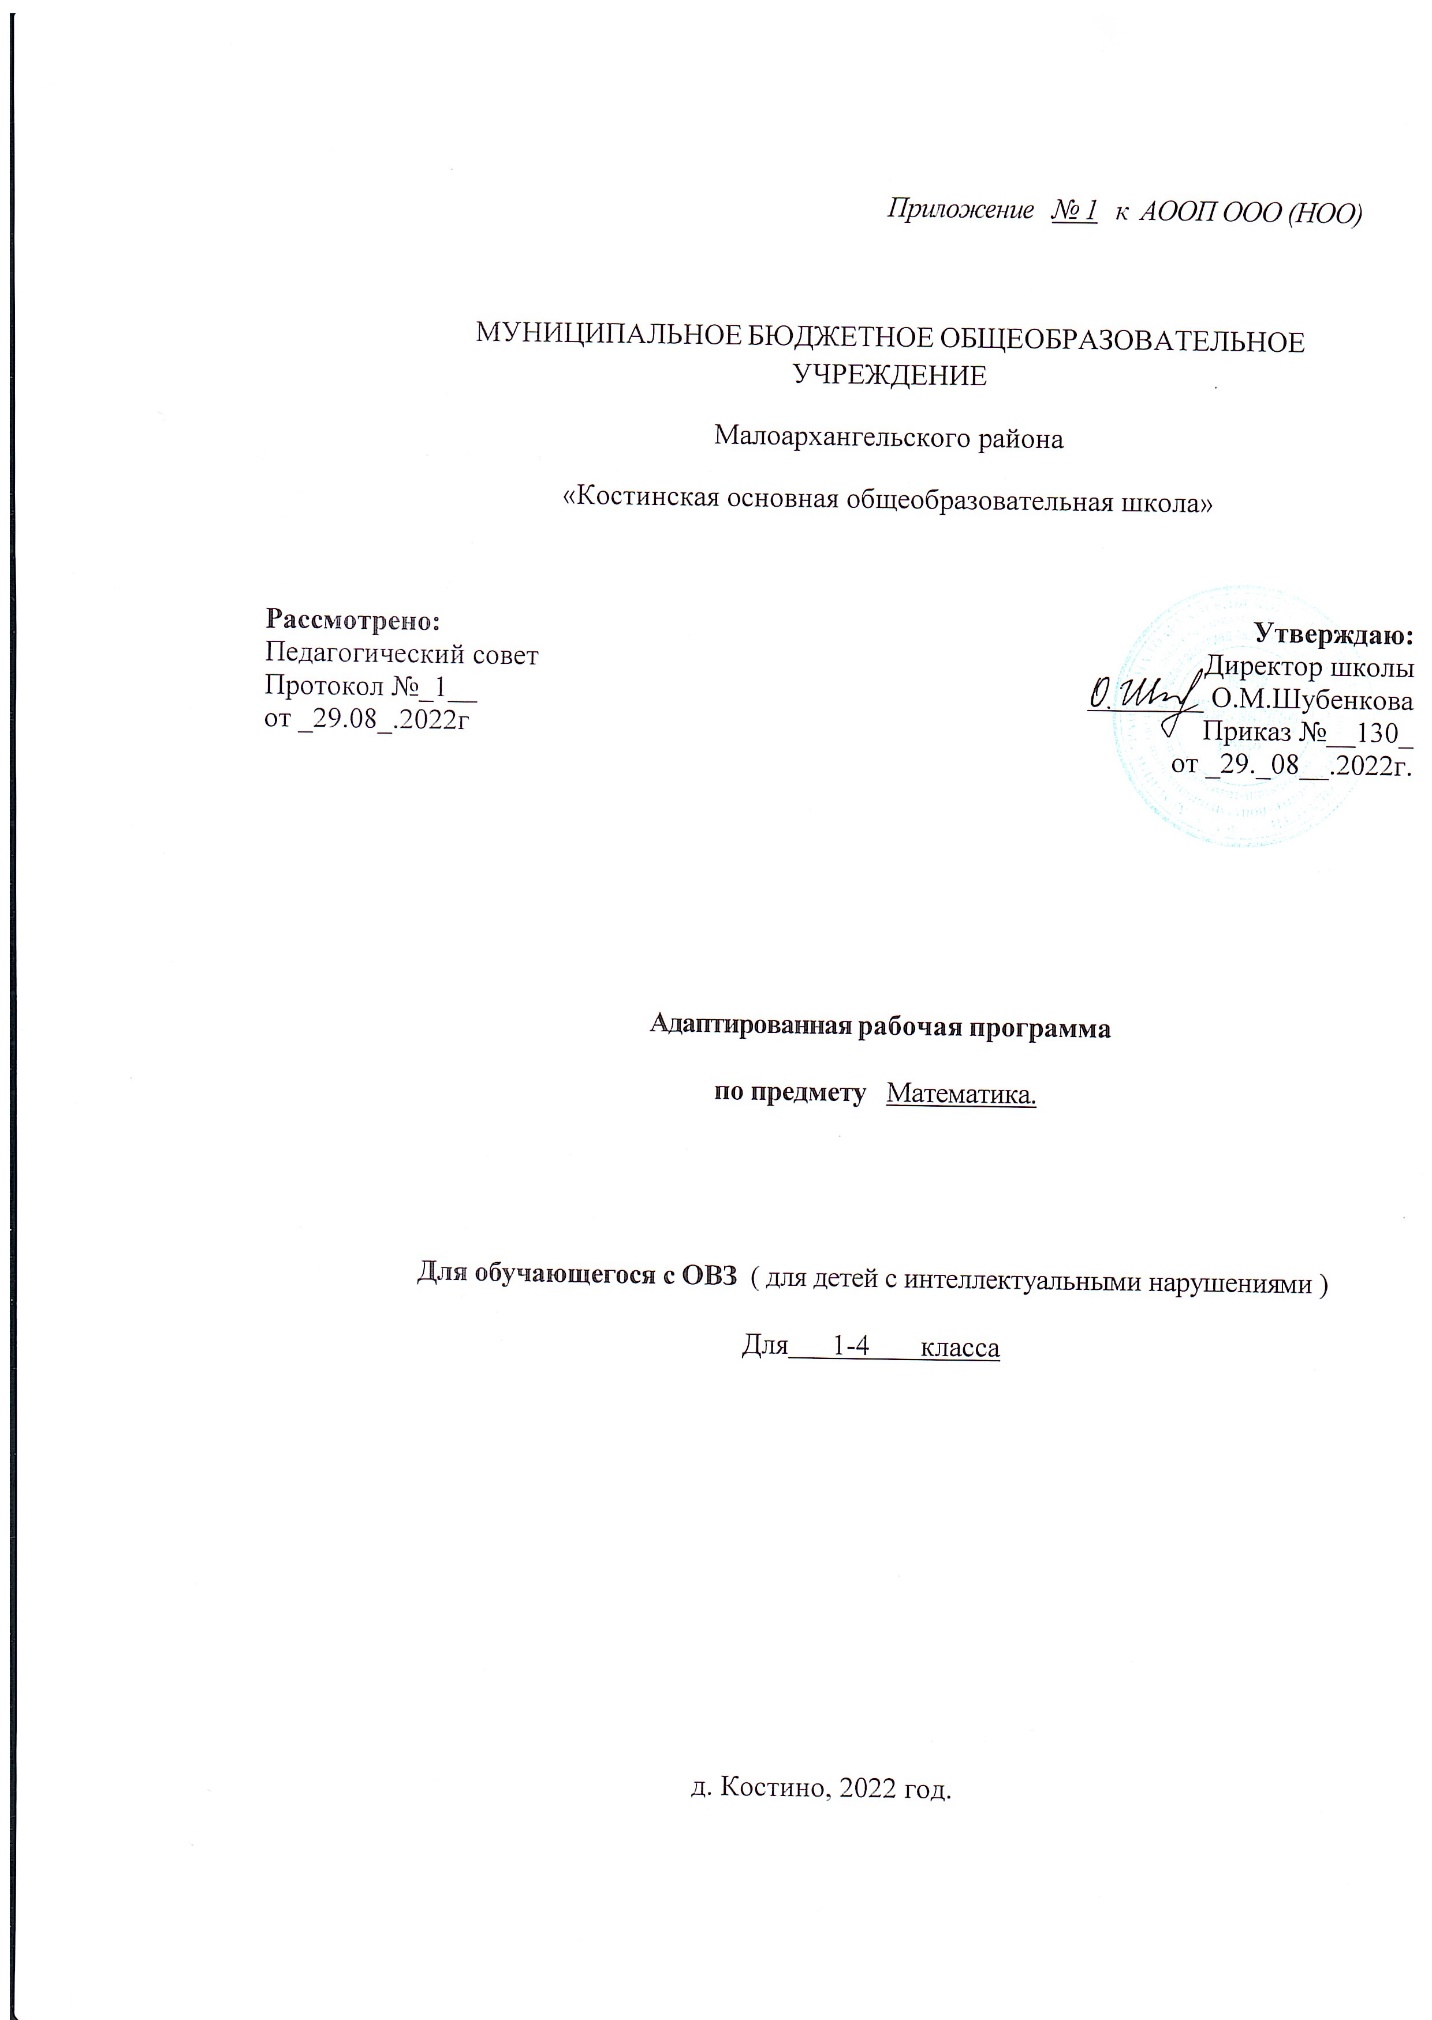 Приложение № 1 к АООП ООО (НОО)
МУНИЦИПАЛЬНОЕ БЮДЖЕТНОЕ ОБЩЕОБРАЗОВАТЕЛЬНОЕ
УЧРЕЖДЕНИЕ
Малоархангельского района
«Костинская основная общеобразовательная школа»
Рассмотрено:
Педагогический совет
Протокол №_1__
от _29.08_.2022г
Утверждаю:
Директор школы
О.М.Шубенкова
Приказ №__130_
от _29._08__.2022г.
Адаптированная рабочая программа
по предмету Математика.
Для обучающегося с ОВЗ ( для детей с интеллектуальными нарушениями )
Для___1-4___класса
д. Костино, 2022 год.